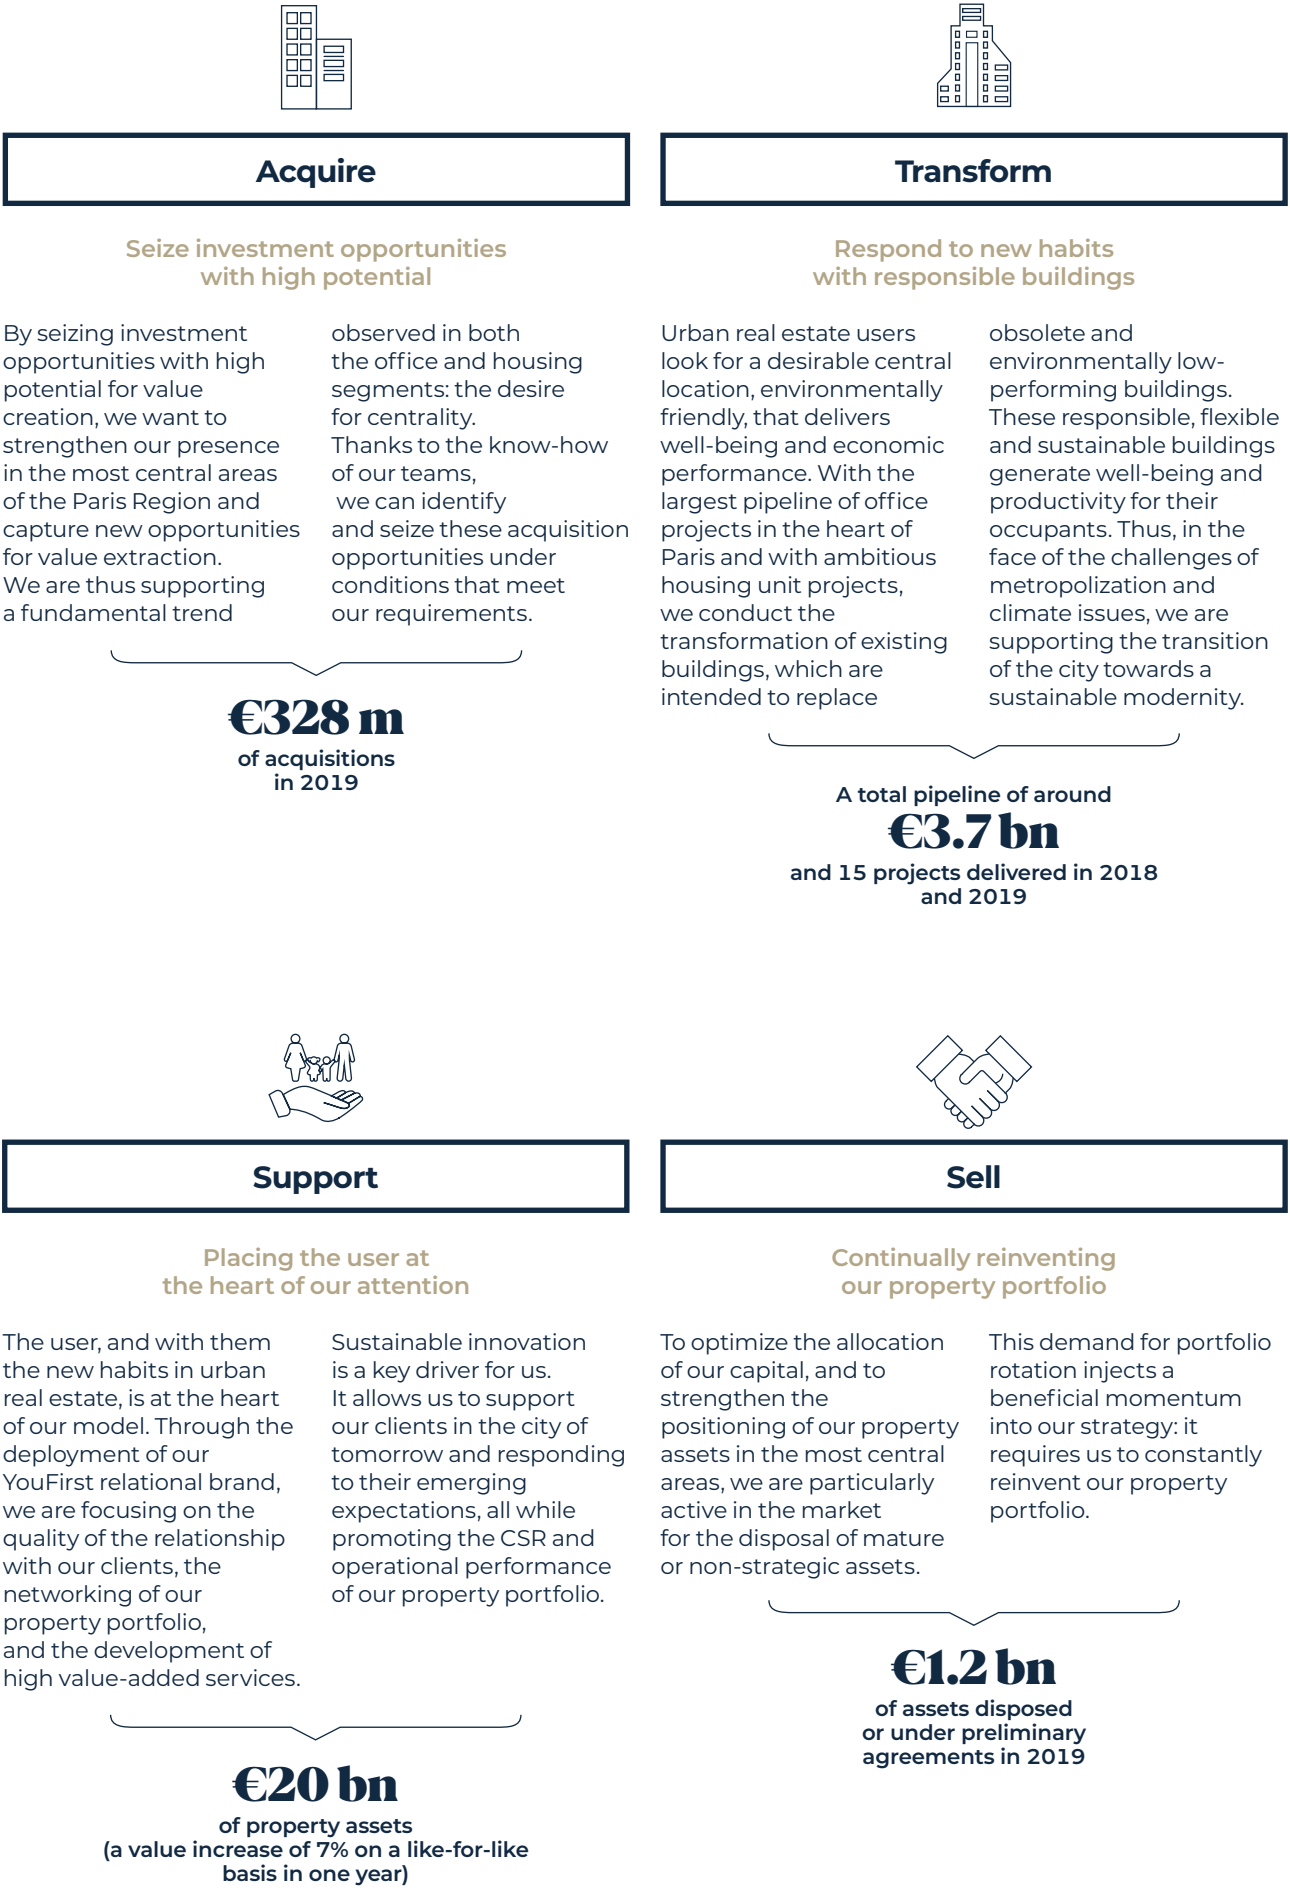 Acquire
Seize investment opportunities
with high potential
By seizing investment
opportunities with high
potential for value
creation, we want to
strengthen our presence
in the most central areas
of the Paris Region and
capture new opportunities
for value extraction.
We are thus supporting
a fundamental trend
observed in both
the office and housing
segments: the desire
for centrality.
Thanks to the know-how
of our teams,
we can identify
and seize these acquisition
opportunities under
conditions that meet
our requirements.
€328 m
of acquisitions
in 2019
Transform
Respond to new habits
with responsible buildings
Urban real estate users
look for a desirable central
location, environmentally
friendly, that delivers
well-being and economic
performance. With the
largest pipeline of office
projects in the heart of
Paris and with ambitious
housing unit projects,
we conduct the
transformation of existing
buildings, which are
intended to replace
obsolete and
environmentally low-
performing buildings.
These responsible, flexible
and sustainable buildings
generate well-being and
productivity for their
occupants. Thus, in the
face of the challenges of
metropolization and
climate issues, we are
supporting the transition
of the city towards a
sustainable modernity.
A total pipeline of around
€3.7 bn
and 15 projects delivered in 2018
and 2019
Support
Placing the user at
the heart of our attention
The user, and with them
the new habits in urban
real estate, is at the heart
of our model. Through the
deployment of our
YouFirst relational brand,
we are focusing on the
quality of the relationship
with our clients, the
networking of our
property portfolio,
and the development of
high value-added services.
Sustainable innovation
is a key driver for us.
It allows us to support
our clients in the city of
tomorrow and responding
to their emerging
expectations, all while
promoting the CSR and
operational performance
of our property portfolio.
€20 bn
of property assets
(a value increase of 7% on a like-for-like
basis in one year)
Sell
Continually reinventing
our property portfolio
To optimize the allocation
of our capital, and to
strengthen the
positioning of our property
assets in the most central
areas, we are particularly
active in the market
for the disposal of mature
or non-strategic assets.
This demand for portfolio
rotation injects a
beneficial momentum
into our strategy: it
requires us to constantly
reinvent our property
portfolio.
€1.2 bn
of assets disposed
or under preliminary
agreements in 2019